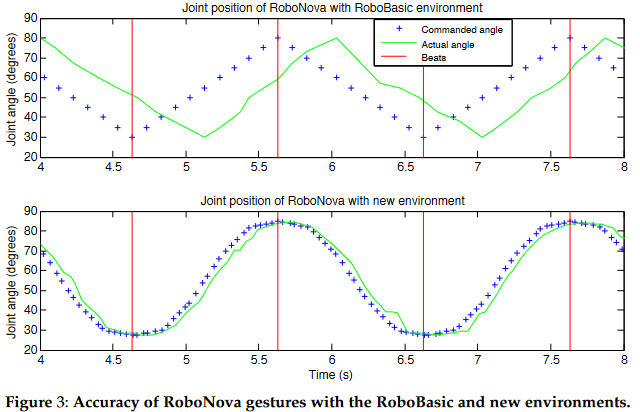 Joint position of RoboNova with RoboBasic environment
Joint angle (degrees)
90
80
70
60
50
40
30
20
Commanded angle
Actual angle
Beats
4 4.5 5 5.5 6 6.5 7 7.5 8
Joint position of RoboNova with new environment
Joint angle (degrees)
90
80
70
60
50
40
30
20
4 4.5 5 5.5 6 6.5 7 7.5 8
Time (s)
Figure 3: Accuracy of RoboNova gestures with the RoboBasic and new environments.